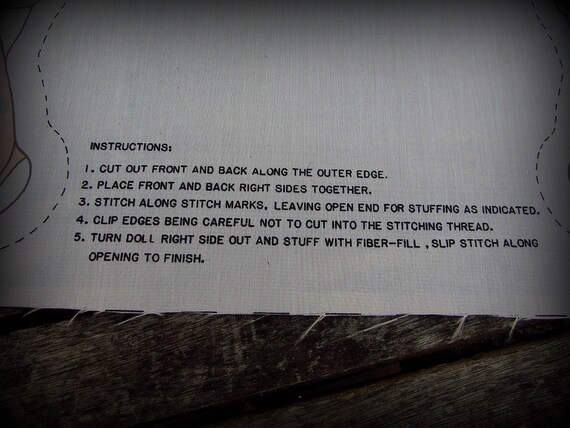 INSTRUCTIONS:
1. CUT OUT FRONT AND BACK ALONG THE OUTER EDGE.
2. PLACE FRONT AND BACK RIGHT SIDES TOGETHER.
3. STITCH ALONG STITCH MARKS, LEAVING OPEN END FOR STUFFING AS INDICATED.
4. CLIP EDGES BEING CAREFUL NOT TO CUT INTO THE STITCHING THREAD.
5. TURN DOLL RIGHT SIDE OUT AND STUFF WITH FIBER-FILL ,SLIP STITCH ALONG
OPENING TO FINISH.